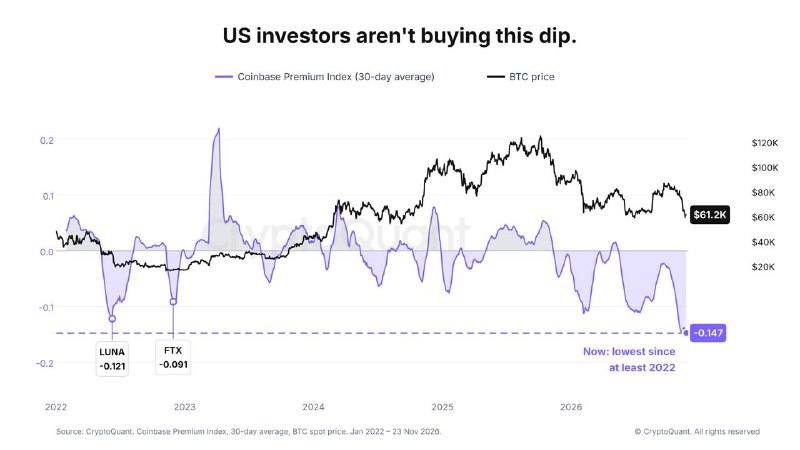 US investors aren't buying this dip.
Coinbase Premium Index (30-day average)
BTC price
0.2
0.1
0.0
-0.1
-0.2
$120K
$100K
$80K
$60K
$40K
$20K
CryptoQuant
$61.2K
-0.147
LUNA
-0.121
FTX
-0.091
Now: lowest since
at least 2022
2022
2023
2024
2025
2026
Source: CryptoQuant, Coinbase Premium Index, 30-day average, BTC spot price. Jan 2022 – 23 Nov 2026.
© CryptoQuant. All rights reserved